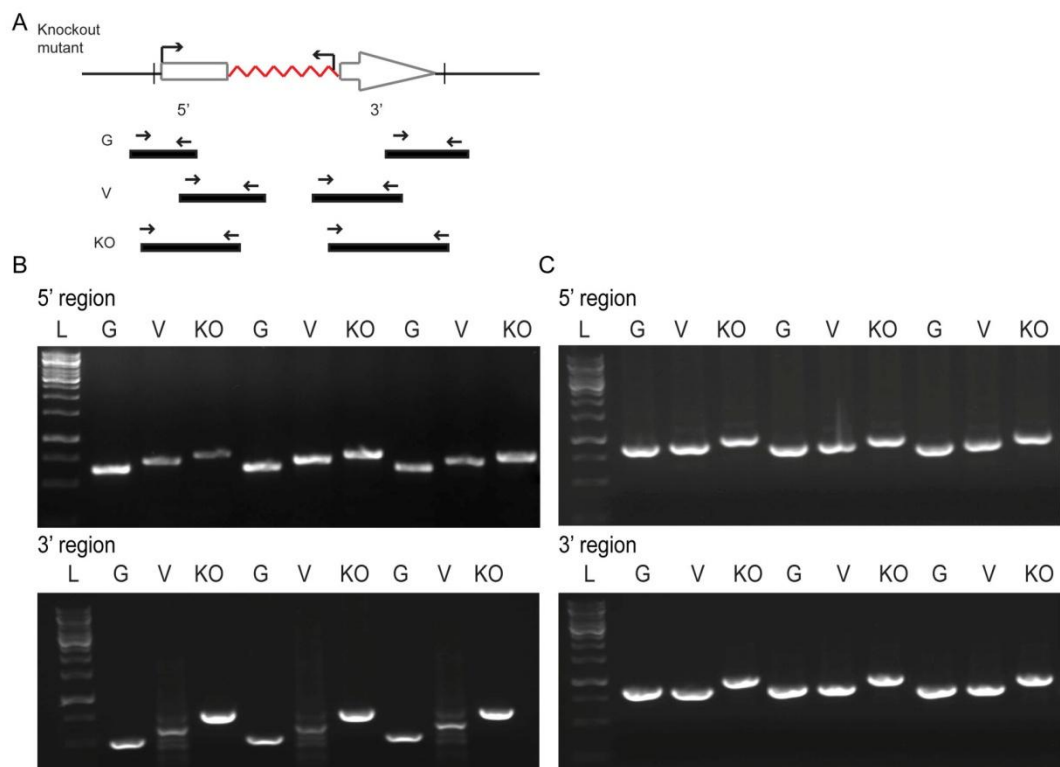 A
Knockout
mutant
5' 3'
G
V
KO
B
5' region
L G V KO G V KO G V KO
3' region
L G V KO G V KO G V KO
C
5' region
L G V KO G V KO G V KO
3' region
L G V KO G V KO G V KO